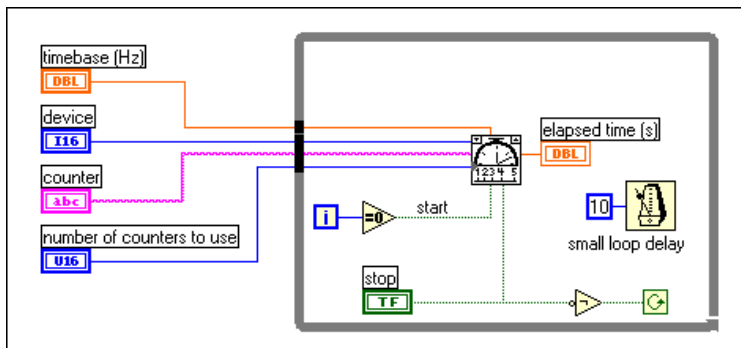 timebase (Hz)
DBL
device
I16
counter
abc
number of counters to use
U16
1 2 3 4 5
elapsed time (s)
DBL
i
=0
start
10
small loop delay
stop
TF